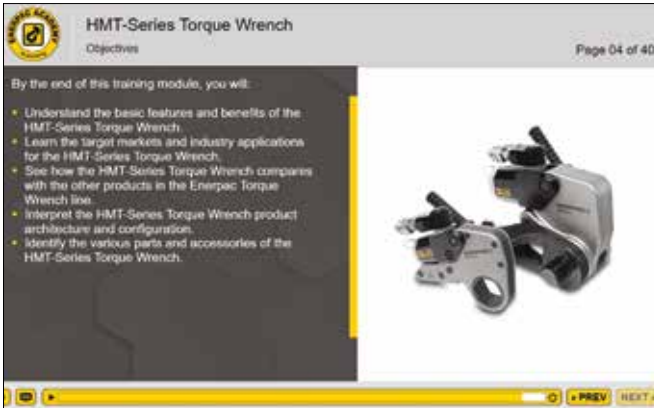 ENERPAC ACADEMY
HMT-Series Torque Wrench
Objectives
Page 04 of 40
By the end of this training module, you will:
• Understand the basic features and benefits of the
HMT-Series Torque Wrench.
• Learn the target markets and industry applications
for the HMT-Series Torque Wrench.
• See how the HMT-Series Torque Wrench compares
with the other products in the Enerpac Torque
Wrench line.
• Interpret the HMT-Series Torque Wrench product
architecture and configuration.
• Identify the various parts and accessories of the
HMT-Series Torque Wrench.
PREV
NEXT